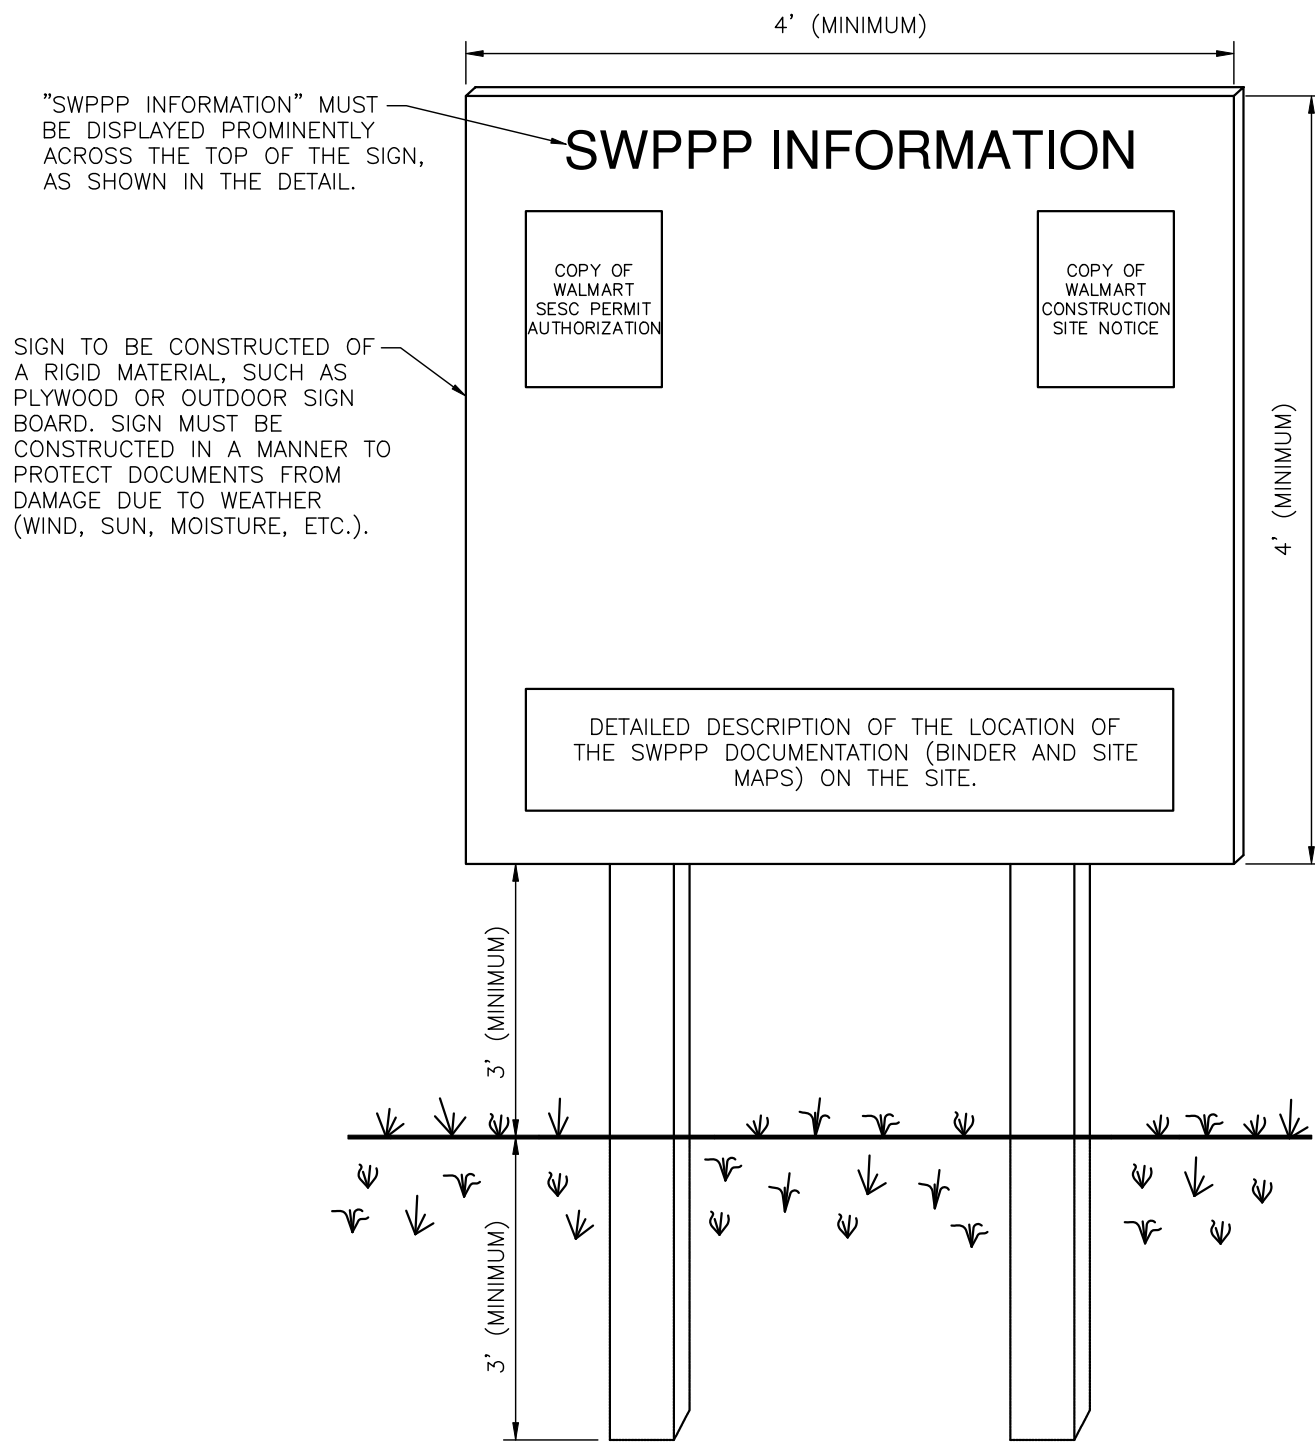 4' (MINIMUM)
"SWPPP INFORMATION" MUST
BE DISPLAYED PROMINENTLY
ACROSS THE TOP OF THE SIGN,
AS SHOWN IN THE DETAIL.
SWPPP INFORMATION
COPY OF
WALMART
SESC PERMIT
AUTHORIZATION
COPY OF
WALMART
CONSTRUCTION
SITE NOTICE
SIGN TO BE CONSTRUCTED OF
A RIGID MATERIAL, SUCH AS
PLYWOOD OR OUTDOOR SIGN
BOARD. SIGN MUST BE
CONSTRUCTED IN A MANNER TO
PROTECT DOCUMENTS FROM
DAMAGE DUE TO WEATHER
(WIND, SUN, MOISTURE, ETC.).
4' (MINIMUM)
DETAILED DESCRIPTION OF THE LOCATION OF
THE SWPPP DOCUMENTATION (BINDER AND SITE
MAPS) ON THE SITE.
3' (MINIMUM)
3' (MINIMUM)